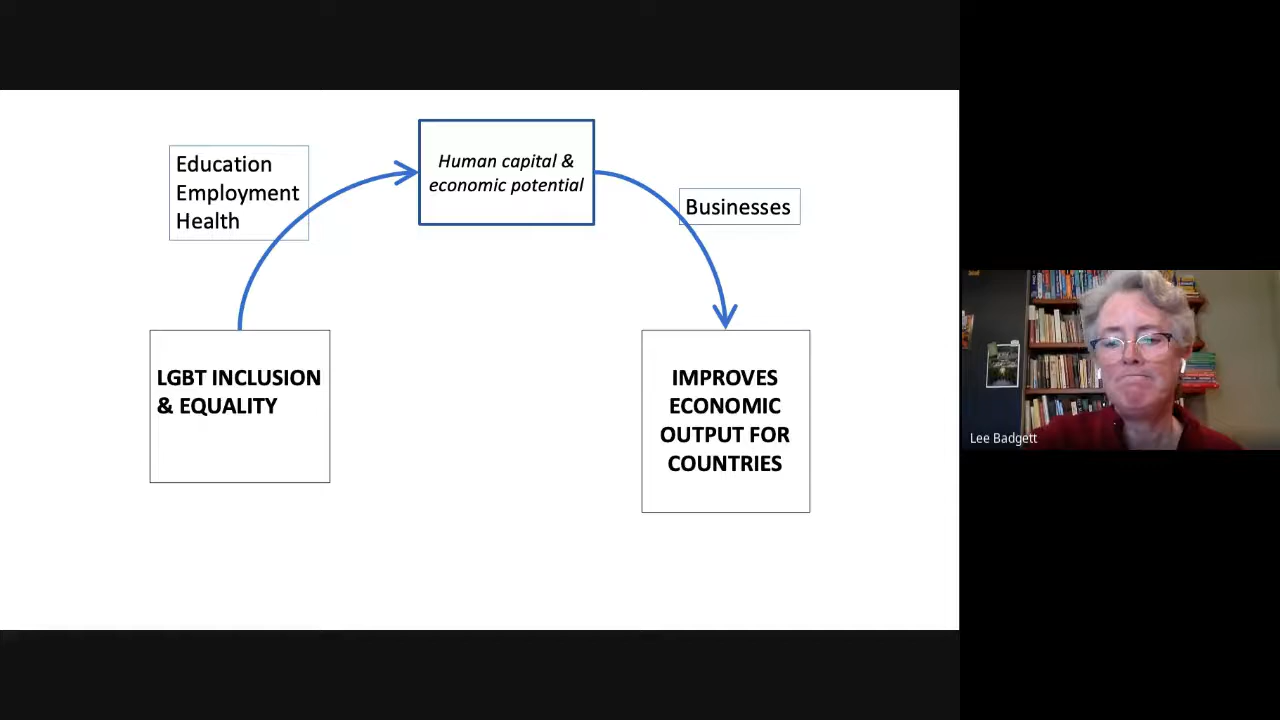 Education
Employment
Health
Human capital &
economic potential
Businesses
LGBT INCLUSION
& EQUALITY
IMPROVES
ECONOMIC
OUTPUT FOR
COUNTRIES
Lee Badgett